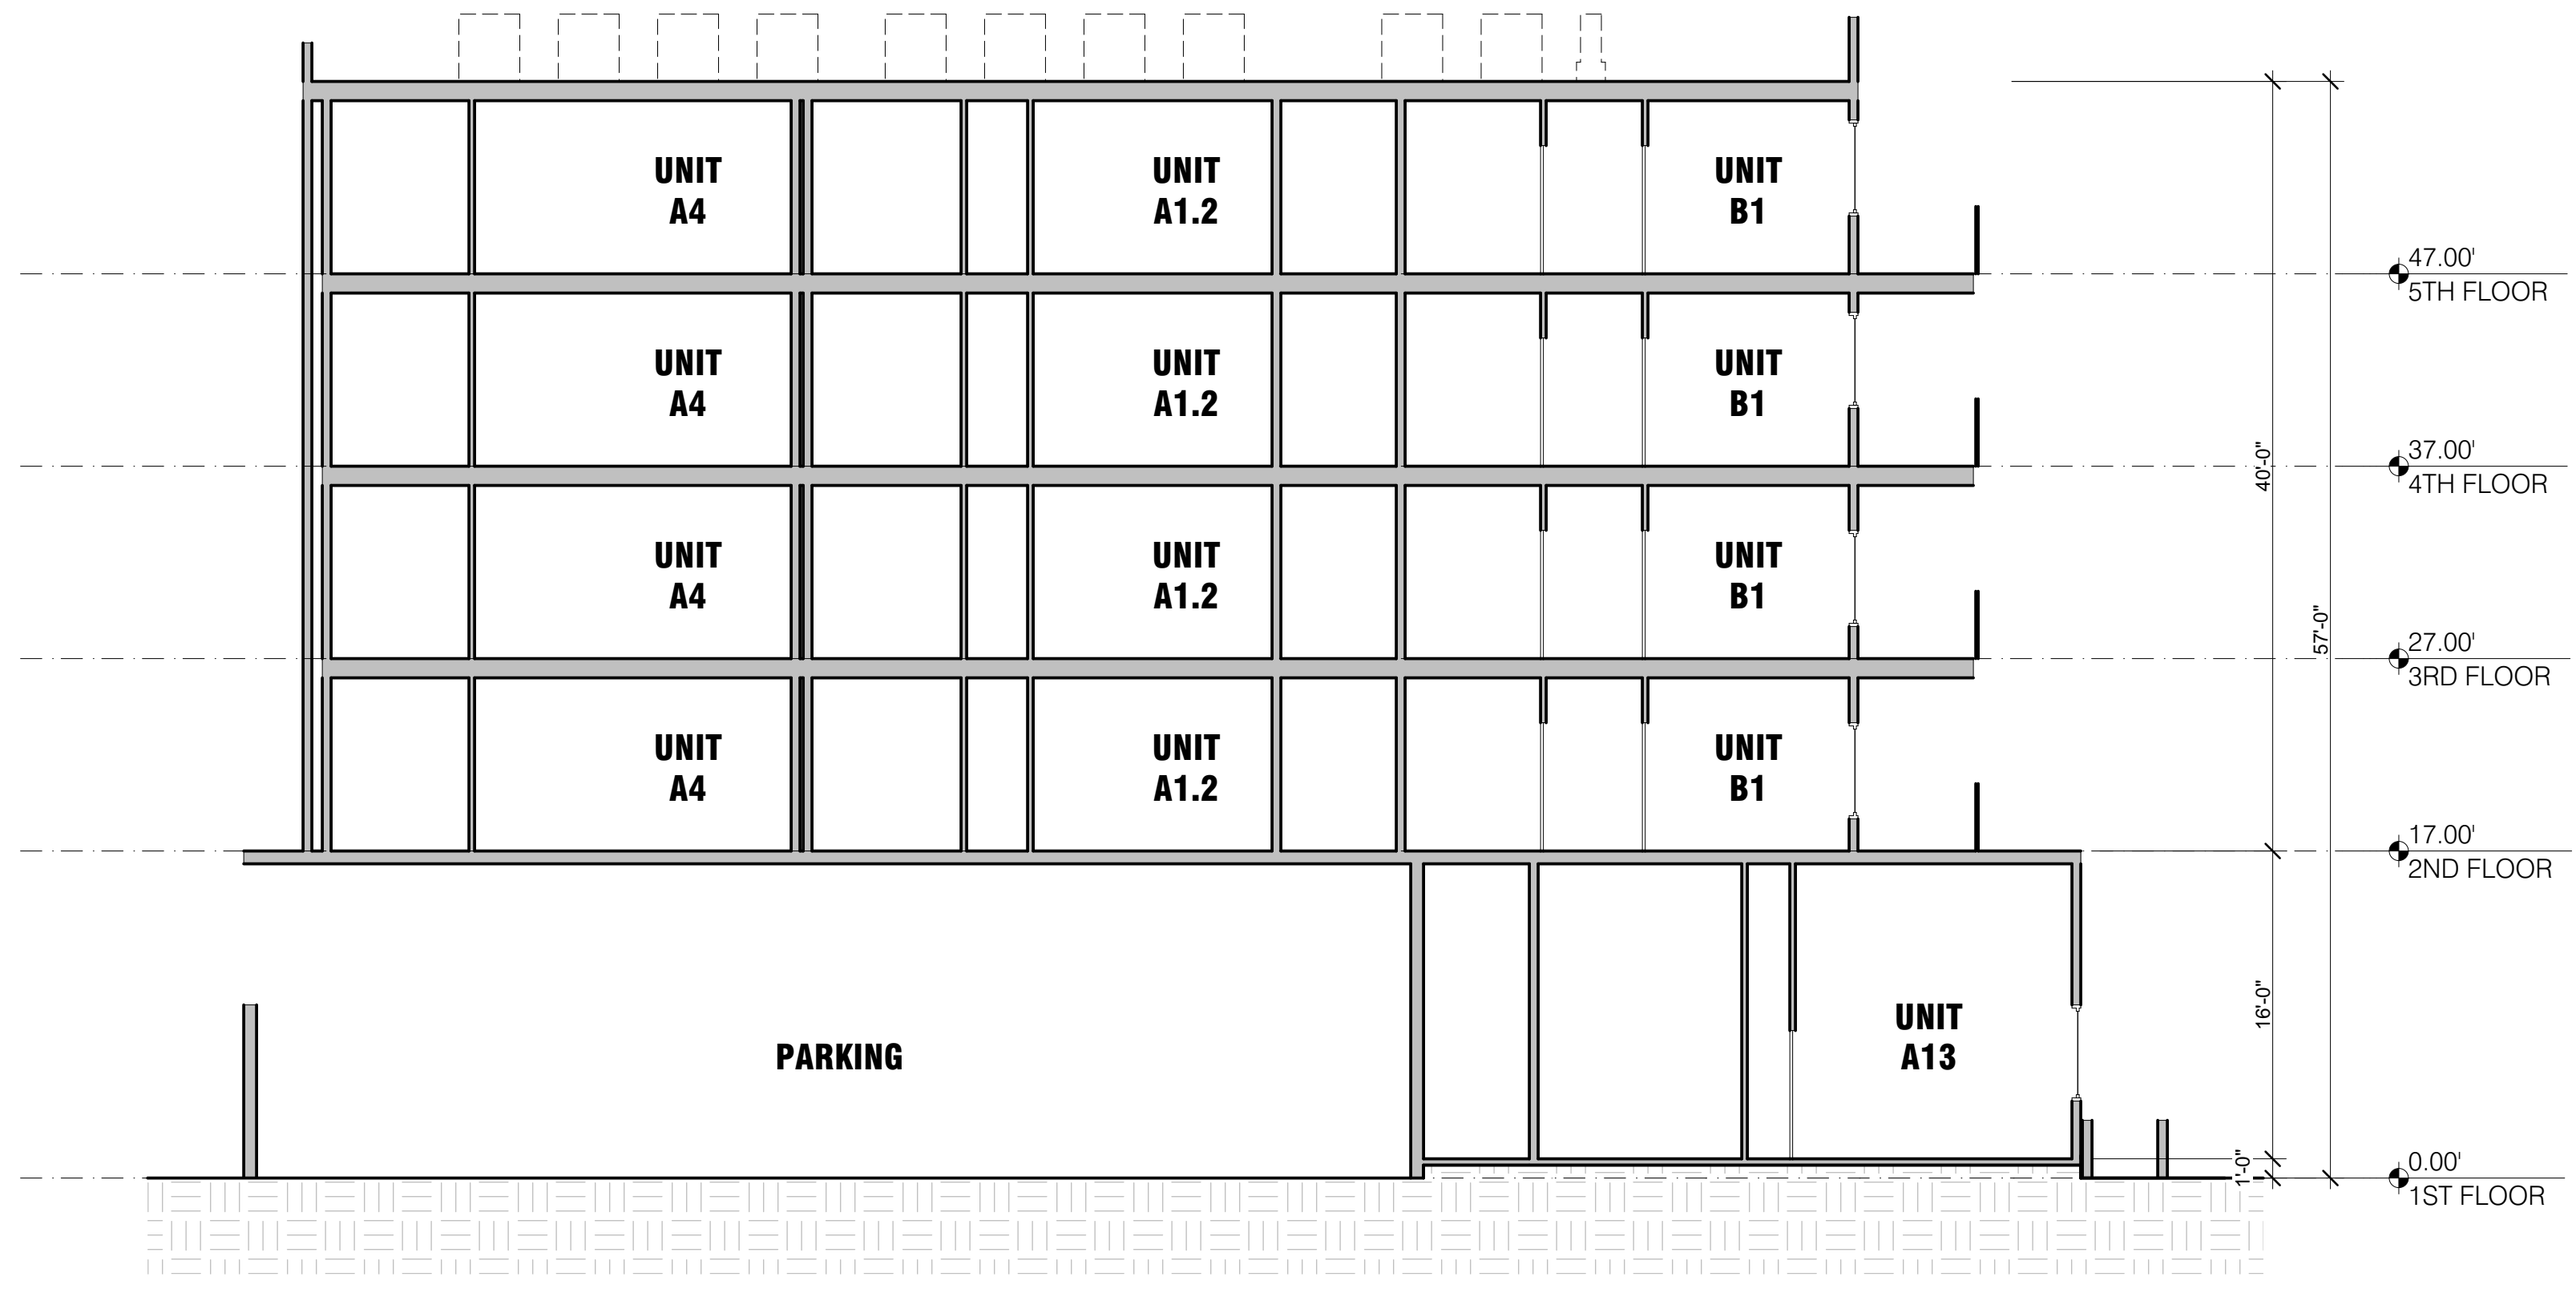 UNIT
A4
UNIT
A1.2
UNIT
B1
47.00'
5TH FLOOR
UNIT
A4
UNIT
A1.2
UNIT
B1
40'-0"
37.00'
4TH FLOOR
UNIT
A4
UNIT
A1.2
UNIT
B1
57'-0"
27.00'
3RD FLOOR
UNIT
A4
UNIT
A1.2
UNIT
B1
17.00'
2ND FLOOR
PARKING
UNIT
A13
16'-0"
1'-0"
0.00'
1ST FLOOR